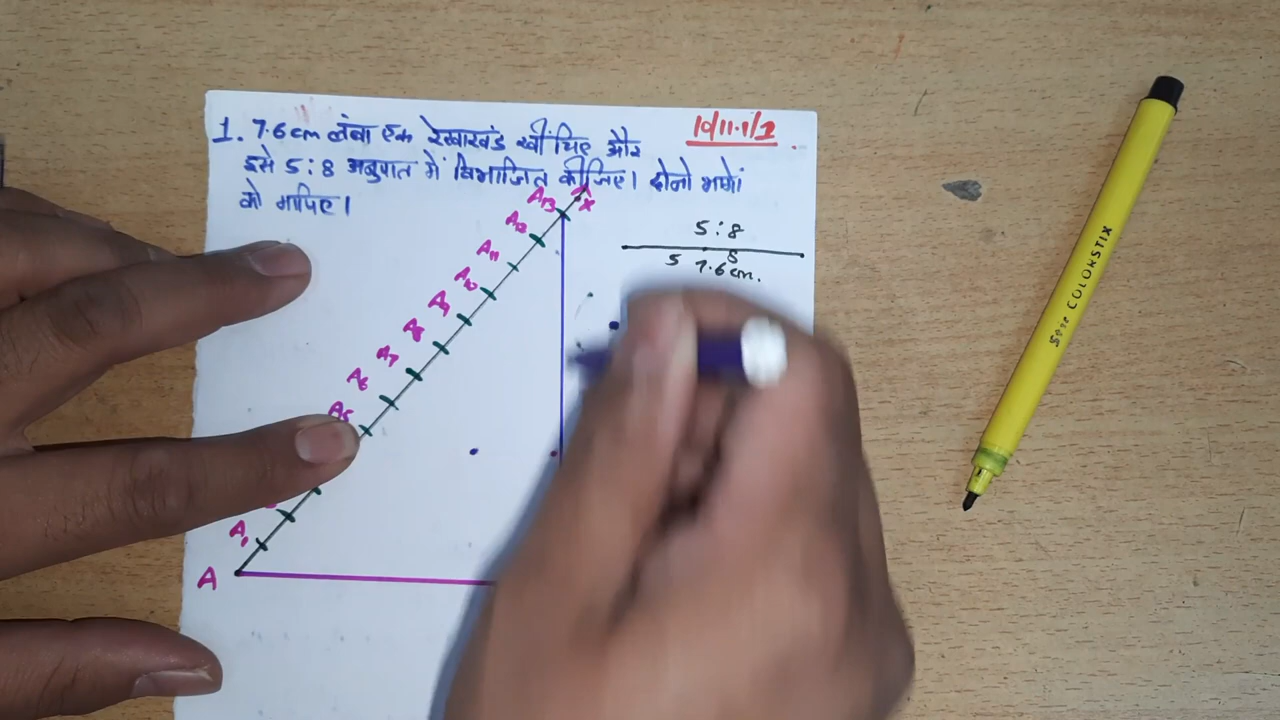 1. 7.6 cm लंबा एक रेखाखंड खींचिए और
इसे 5:8 अनुपात में विभाजित कीजिए। दोनो भागों
को मापिए।
10/11.1/1
5:8
5 8
7.6 cm.
X
A13
A12
A11
A10
A9
A8
A7
A6
A5
A1
A
COLORSTIX